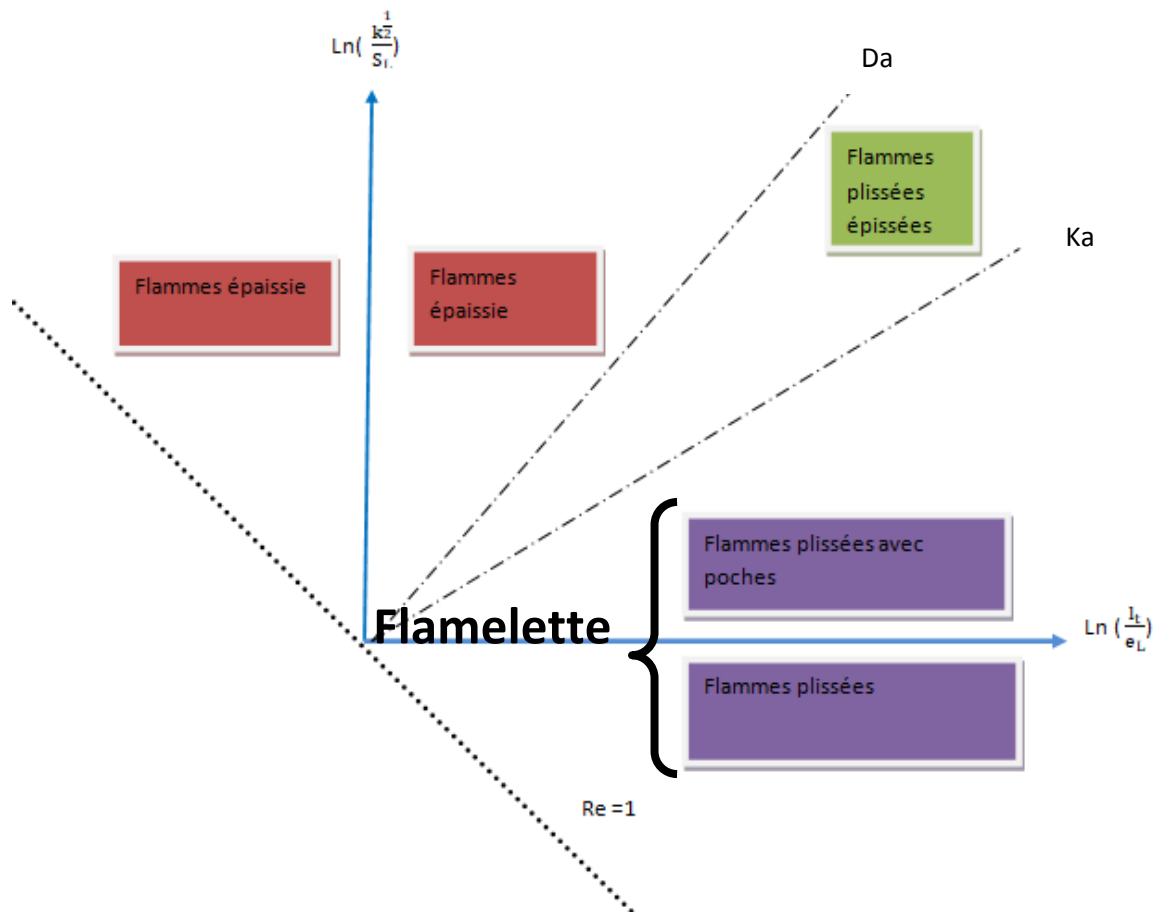 Ln( k^{1/2} / S_L )
Da
Flammes
plissées
épissées
Ka
Flammes épaissie
Flammes
épaissie
Flammes plissées avec
poches
Flamelette
Ln ( l_t / e_L )
Flammes plissées
Re =1